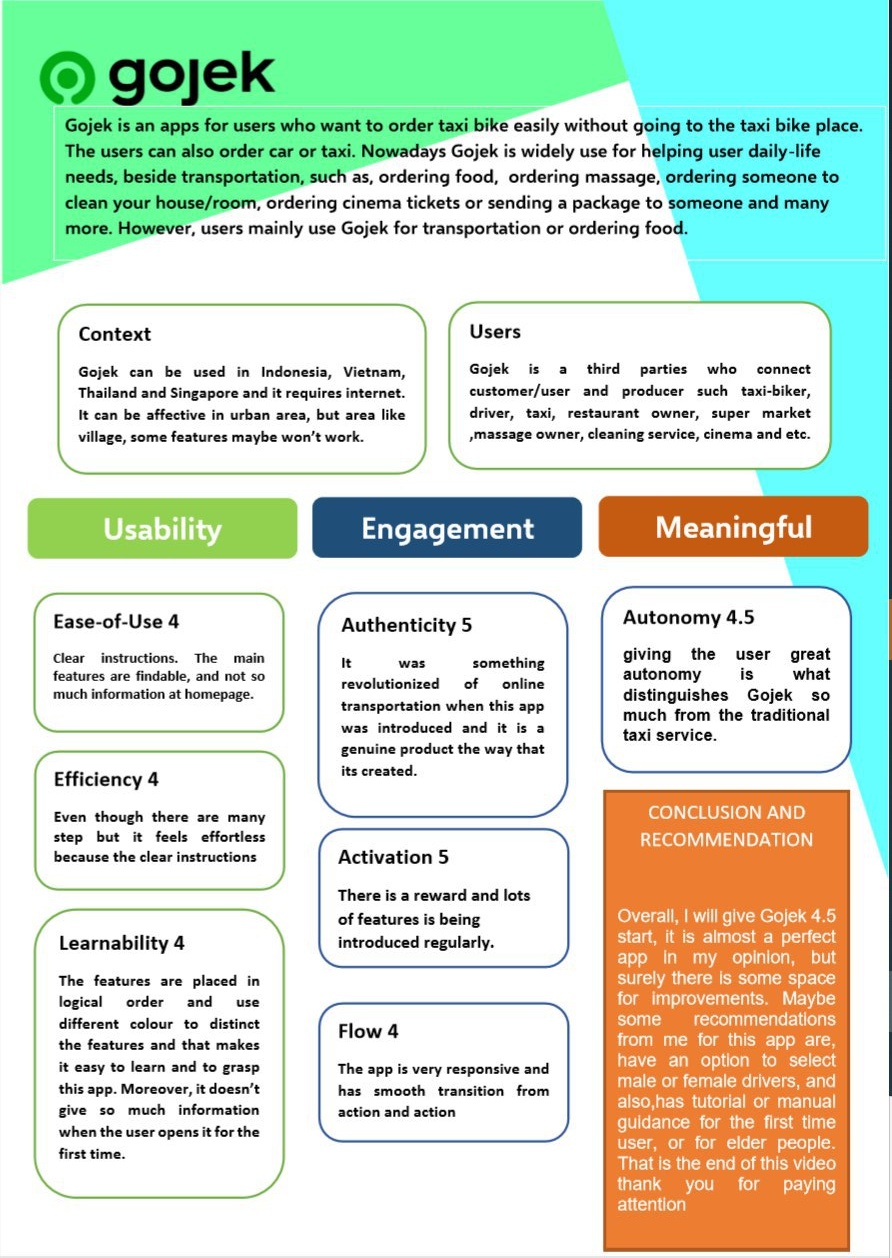 gojek
Gojek is an apps for users who want to order taxi bike easily without going to the taxi bike place.
The users can also order car or taxi. Nowadays Gojek is widely use for helping user daily-life
needs, beside transportation, such as, ordering food, ordering massage, ordering someone to
clean your house/room, ordering cinema tickets or sending a package to someone and many
more. However, users mainly use Gojek for transportation or ordering food.
Context
Gojek can be used in Indonesia, Vietnam,
Thailand and Singapore and it requires internet.
It can be affective in urban area, but area like
village, some features maybe won't work.
Users
Gojek is a third parties who connect
customer/user and producer such taxi-biker,
driver, taxi, restaurant owner, super market
,massage owner, cleaning service, cinema and etc.
Usability
Ease-of-Use 4
Clear instructions. The main
features are findable, and not so
much information at homepage.
Efficiency 4
Even though there are many
step but it feels effortless
because the clear instructions
Learnability 4
The features are placed in
logical order and use
different colour to distinct
the features and that makes
it easy to learn and to grasp
this app. Moreover, it doesn't
give so much information
when the user opens it for the
first time.
Engagement
Authenticity 5
It was something
revolutionized of online
transportation when this app
was introduced and it is a
genuine product the way that
its created.
Activation 5
There is a reward and lots
of features is being
introduced regularly.
Flow 4
The app is very responsive and
has smooth transition from
action and action
Meaningful
Autonomy 4.5
giving the user great
autonomy is what
distinguishes Gojek so
much from the traditional
taxi service.
CONCLUSION AND
RECOMMENDATION
Overall, I will give Gojek 4.5
start, it is almost a perfect
app in my opinion, but
surely there is some space
for improvements. Maybe
some recommendations
from me for this app are,
have an option to select
male or female drivers, and
also,has tutorial or manual
guidance for the first time
user, or for elder people.
That is the end of this video
thank you for paying
attention